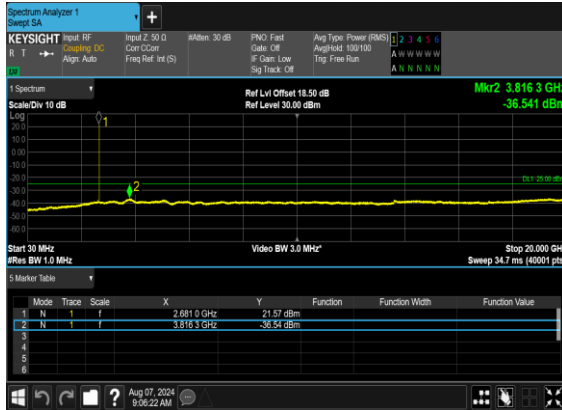 Spectrum Analyzer 1
Swept SA
+
KEYSIGHT Input: RF Input Z: 50 Ω #Atten: 30 dB PNO: Fast Avg Type: Power (RMS) 1 2 3 4 5 6
R T Coupling: DC Corr CCorr Gate: Off Avg|Hold: 100/100 A W W W W W
Align: Auto Freq Ref: Int (S) IF Gain: Low Trig: Free Run
Sig Track: Off A N N N N N
1 Spectrum Ref Lvl Offset 18.50 dB Mkr2 3.816 3 GHz
Scale/Div 10 dB Ref Level 30.00 dBm -36.541 dBm
Log
1
20.0
10.0
0.00
-10.0
-20.0
DL1 -25.00 dBm
2
-30.0
-40.0
-50.0
-60.0
Start 30 MHz Video BW 3.0 MHz* Stop 20.000 GH
#Res BW 1.0 MHz Sweep 34.7 ms (40001 pts
5 Marker Table
Mode Trace Scale X Y Function Function Width Function Value
1 N 1 f 2.681 0 GHz 21.57 dBm
2 N 1 f 3.816 3 GHz -36.54 dBm
3
4
5
6
? Aug 07, 2024
9:06:22 AM